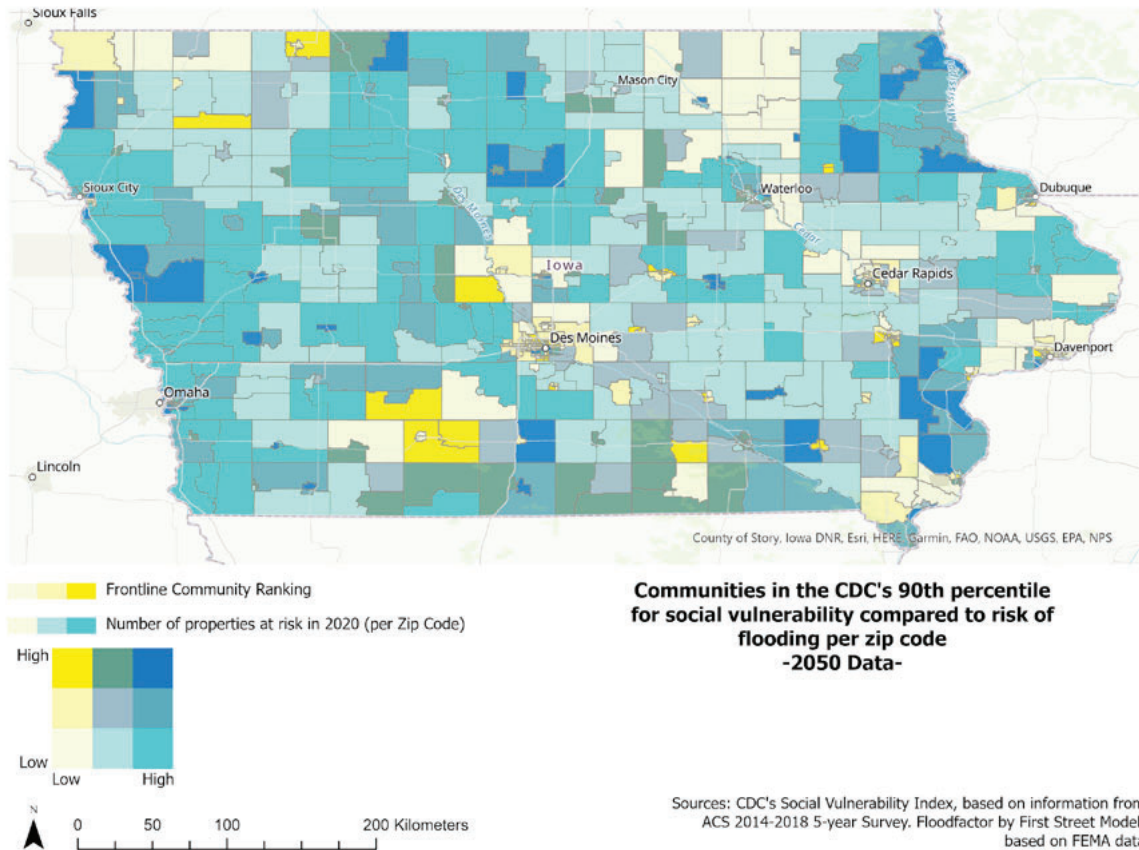 Sioux Falls
Mason City
Mississippi
Sioux City
Waterloo
Dubuque
Des Moines
Cedar
Iowa
Cedar Rapids
Des Moines
Davenport
Omaha
Lincoln
County of Story, Iowa DNR, Esri, HERE, Garmin, FAO, NOAA, USGS, EPA, NPS
Frontline Community Ranking
Number of properties at risk in 2020 (per Zip Code)
High
Low
Low High
Communities in the CDC's 90th percentile
for social vulnerability compared to risk of
flooding per zip code
-2050 Data-
N
0 50 100 200 Kilometers
Sources: CDC's Social Vulnerability Index, based on information from
ACS 2014-2018 5-year Survey. Floodfactor by First Street Model
based on FEMA data